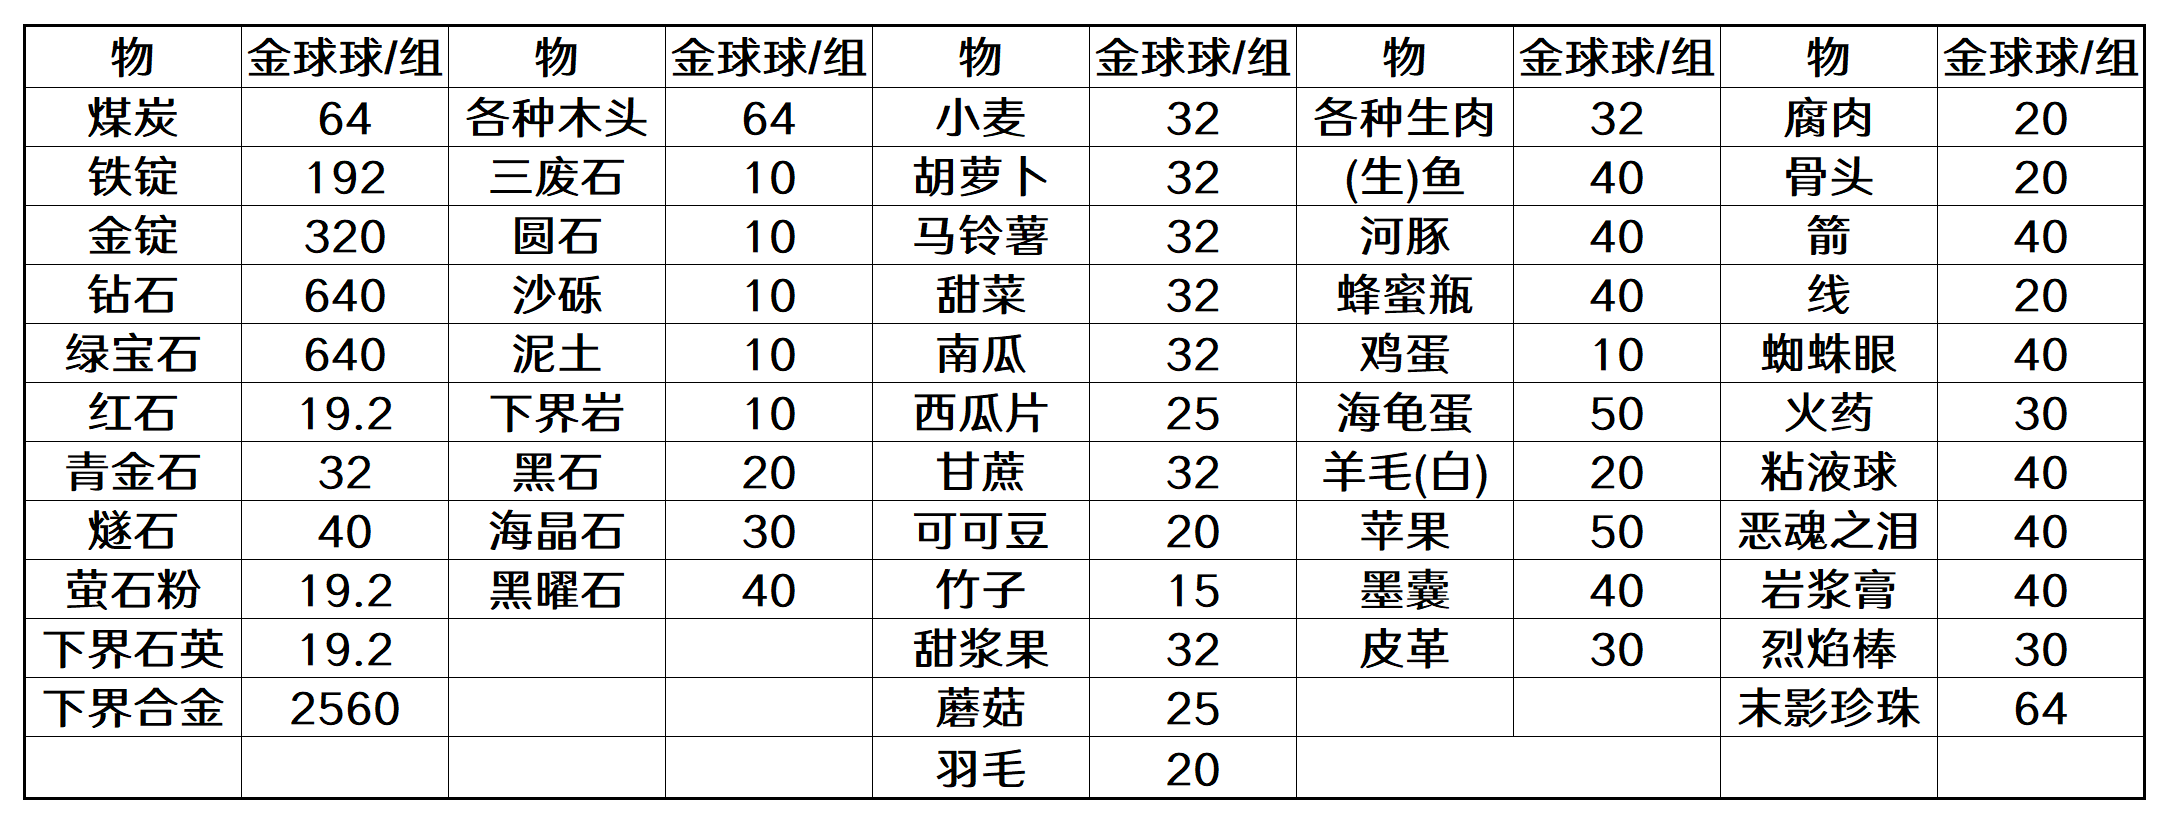 物 金球球/组 物 金球球/组 物 金球球/组 物 金球球/组 物 金球球/组
煤炭 64 各种木头 64 小麦 32 各种生肉 32 腐肉 20
铁锭 192 三废石 10 胡萝卜 32 (生)鱼 40 骨头 20
金锭 320 圆石 10 马铃薯 32 河豚 40 箭 40
钻石 640 沙砾 10 甜菜 32 蜂蜜瓶 40 线 20
绿宝石 640 泥土 10 南瓜 32 鸡蛋 10 蜘蛛眼 40
红石 19.2 下界岩 10 西瓜片 25 海龟蛋 50 火药 30
青金石 32 黑石 20 甘蔗 32 羊毛(白) 20 粘液球 40
燧石 40 海晶石 30 可可豆 20 苹果 50 恶魂之泪 40
萤石粉 19.2 黑曜石 40 竹子 15 墨囊 40 岩浆膏 40
下界石英 19.2 甜浆果 32 皮革 30 烈焰棒 30
下界合金 2560 蘑菇 25 末影珍珠 64
羽毛 20